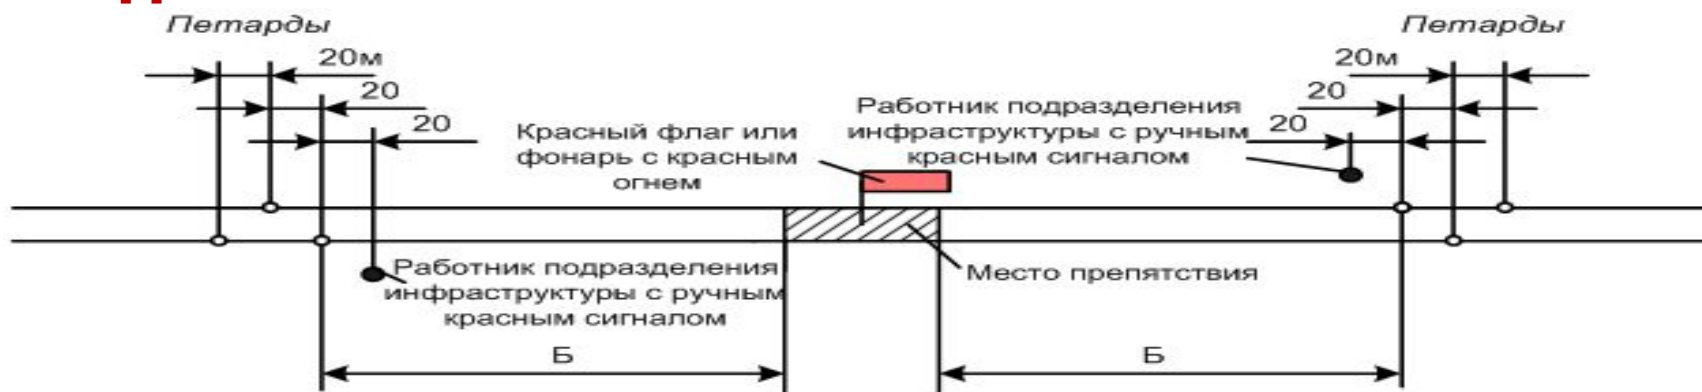 Петарды
Петарды
20м
20м
20
20
20
20
Красный флаг или
фонарь с красным
огнем
Работник подразделения
инфраструктуры с ручным
красным сигналом
Работник подразделения
инфраструктуры с ручным
красным сигналом
Место препятствия
Б
Б